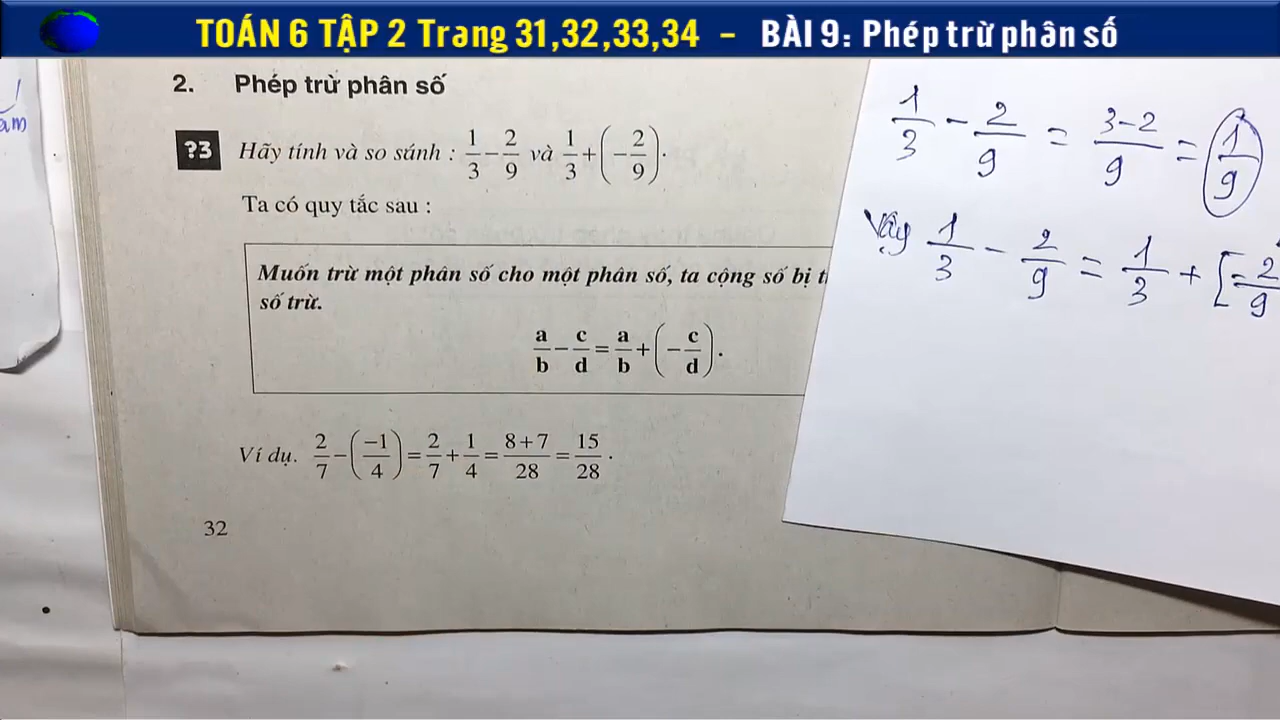 TOÁN 6 TẬP 2 Trang 31,32,33,34 – BÀI 9: Phép trừ phân số
2. Phép trừ phân số
?3 Hãy tính và so sánh : 1/3 − 2/9 và 1/3 + (−2/9).
Ta có quy tắc sau :
Muốn trừ một phân số cho một phân số, ta cộng số bị
số trừ.
a/b − c/d = a/b + (−c/d).
Ví dụ. 2/7 − (−1/4) = 2/7 + 1/4 = (8+7)/28 = 15/28.
32
1/3 − 2/9 = (3−2)/9 = 1/9
Vậy 1/3 − 2/9 = 1/3 + [−2/9